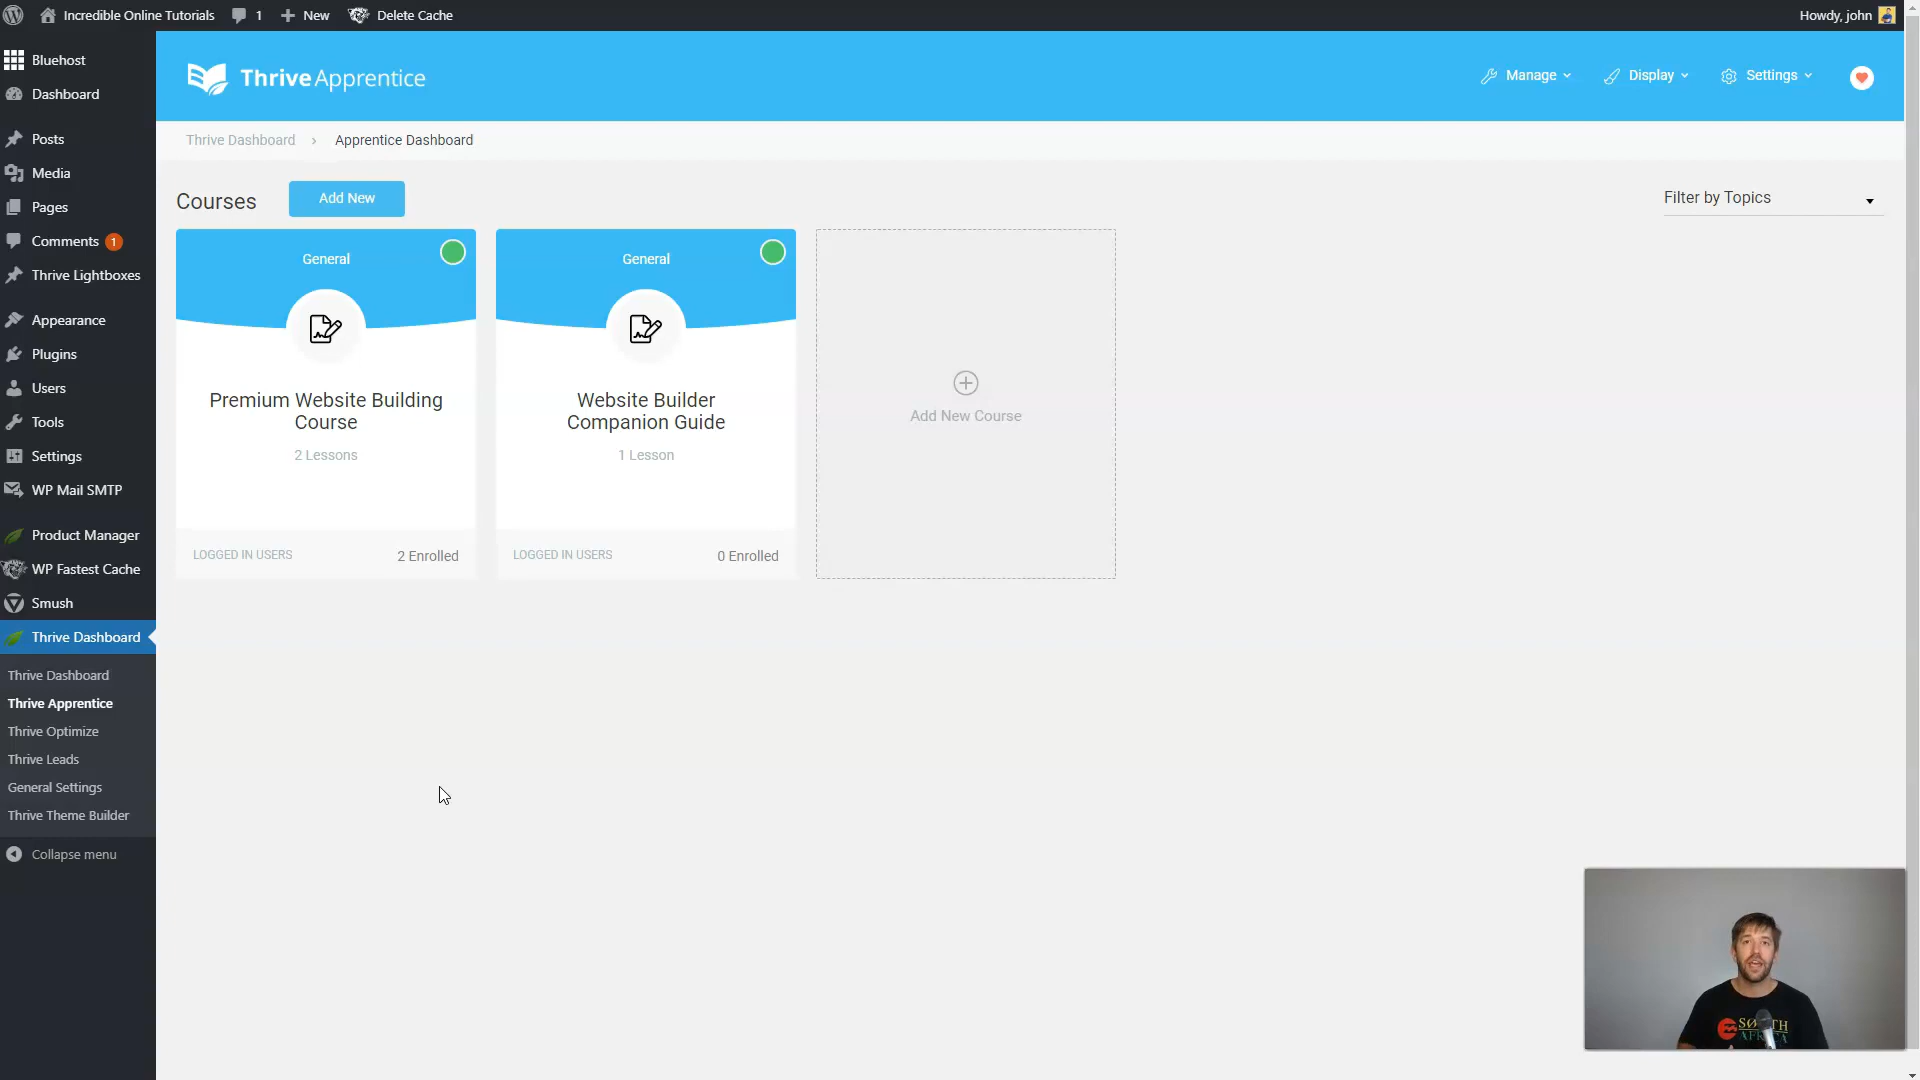 Incredible Online Tutorials 1 New Delete Cache Howdy, john
Bluehost
Dashboard
Posts
Media
Pages
Comments 1
Thrive Lightboxes
Appearance
Plugins
Users
Tools
Settings
WP Mail SMTP
Product Manager
WP Fastest Cache
Smush
Thrive Dashboard
Thrive Dashboard
Thrive Apprentice
Thrive Optimize
Thrive Leads
General Settings
Thrive Theme Builder
Collapse menu
Thrive Apprentice
Manage Display Settings
Thrive Dashboard › Apprentice Dashboard
Courses Add New Filter by Topics
General
Premium Website Building
Course
2 Lessons
LOGGED IN USERS 2 Enrolled
General
Website Builder
Companion Guide
1 Lesson
LOGGED IN USERS 0 Enrolled
Add New Course
SOUTH
AFRICA